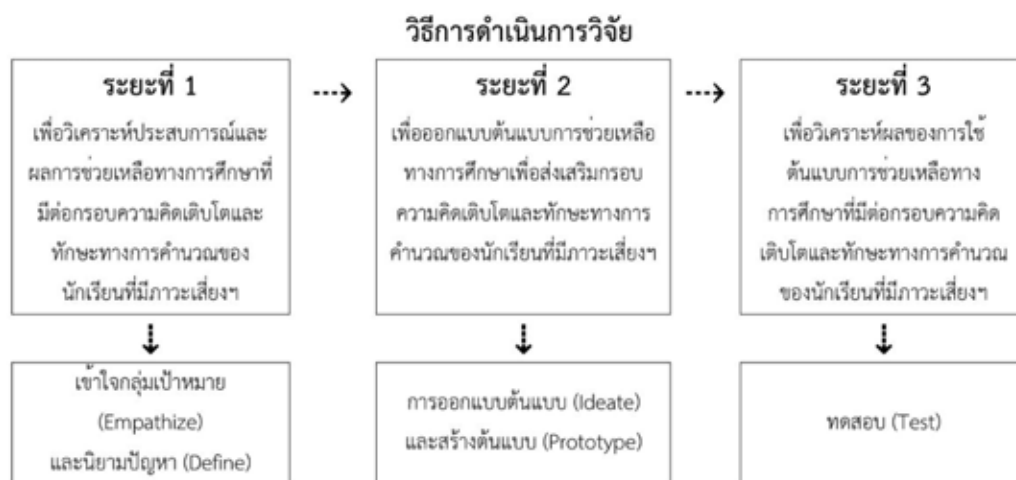 วิธีการดำเนินการวิจัย
ระยะที่ 1
เพื่อวิเคราะห์ประสบการณ์และ
ผลการช่วยเหลือทางการศึกษาที่
มีต่อกรอบความคิดเติบโตและ
ทักษะทางการคำนวณของ
นักเรียนที่มีภาวะเสี่ยงฯ
ระยะที่ 2
เพื่อออกแบบต้นแบบการช่วยเหลือ
ทางการศึกษาเพื่อส่งเสริมกรอบ
ความคิดเติบโตและทักษะทางการ
คำนวณของนักเรียนที่มีภาวะเสี่ยงฯ
ระยะที่ 3
เพื่อวิเคราะห์ผลของการใช้
ต้นแบบการช่วยเหลือทาง
การศึกษาที่มีต่อกรอบความคิด
เติบโตและทักษะทางการคำนวณ
ของนักเรียนที่มีภาวะเสี่ยงฯ
เข้าใจกลุ่มเป้าหมาย
(Empathize)
และนิยามปัญหา (Define)
การออกแบบต้นแบบ (Ideate)
และสร้างต้นแบบ (Prototype)
ทดสอบ (Test)